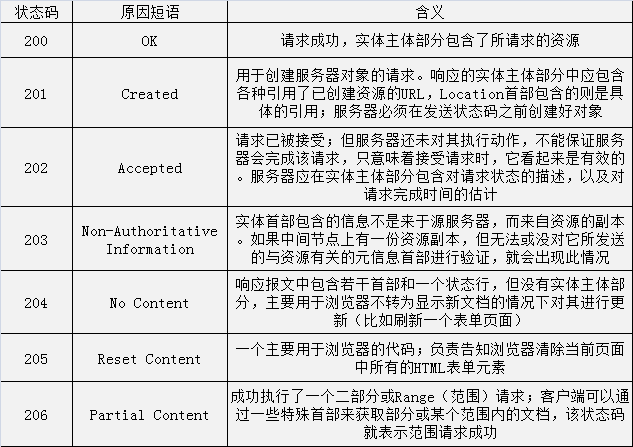 状态码 原因短语 含义
200 OK 请求成功，实体主体部分包含了所请求的资源
201 Created 用于创建服务器对象的请求。响应的实体主体部分中应包含
各种引用了已创建资源的URL，Location首部包含的则是具
体的引用；服务器必须在发送状态码之前创建好对象
202 Accepted 请求已被接受；但服务器还未对其执行动作，不能保证服务
器会完成该请求，只意味着接受请求时，它看起来是有效的
。服务器应在实体主体部分包含对请求状态的描述，以及对
请求完成时间的估计
203 Non-Authoritative
Information
实体首部包含的信息不是来于源服务器，而来自资源的副本
。如果中间节点上有一份资源副本，但无法或没对它所发送
的与资源有关的元信息首部进行验证，就会出现此情况
204 No Content 响应报文中包含若干首部和一个状态行，但没有实体主体部
分，主要用于浏览器不转为显示新文档的情况下对其进行更
新（比如刷新一个表单页面）
205 Reset Content 一个主要用于浏览器的代码；负责告知浏览器清除当前页面
中所有的HTML表单元素
206 Partial Content 成功执行了一个二部分或Range（范围）请求；客户端可以通
过一些特殊首部来获取部分或某个范围内的文档，该状态码
就表示范围请求成功